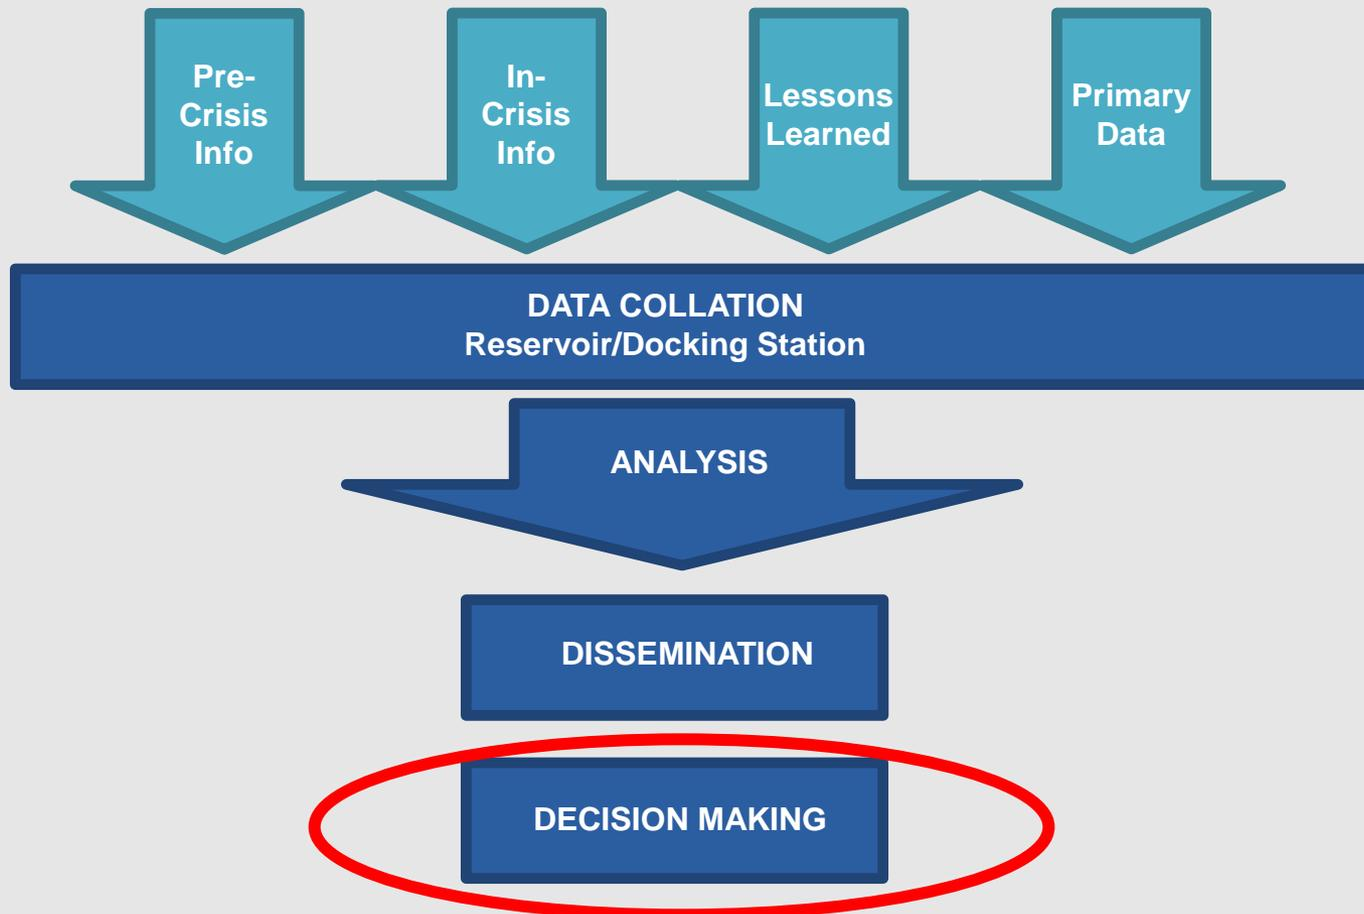 Pre-
Crisis
Info
In-
Crisis
Info
Lessons
Learned
Primary
Data
DATA COLLATION
Reservoir/Docking Station
ANALYSIS
DISSEMINATION
DECISION MAKING